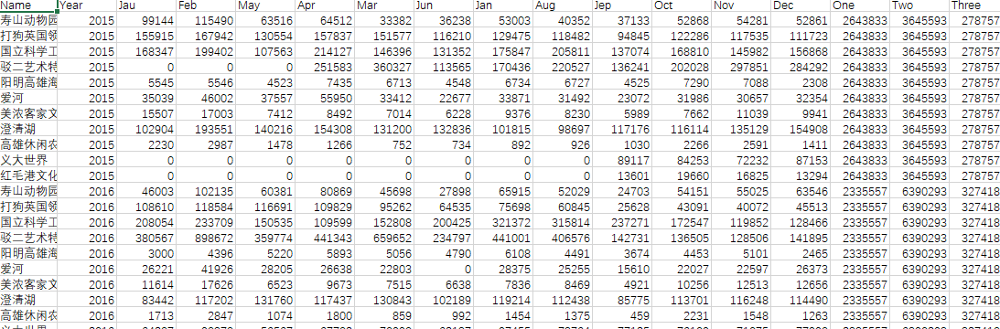 Name Year Jau Feb May Apr Mar Jun Jan Aug Jep Oct Nov Dec One Two Three
寿山动物园 2015 99144 115490 63516 64512 33382 36238 53003 40352 37133 52868 54281 52861 2643833 3645593 278757
打狗英国领 2015 155915 167942 130554 157837 151577 116210 129475 118482 94845 122286 117535 111723 2643833 3645593 278757
国立科学工 2015 168347 199402 107563 214127 146396 131352 175847 205811 137074 168810 145982 156868 2643833 3645593 278757
驳二艺术特 2015 0 0 0 251583 360327 113565 170436 220527 136241 202028 297851 284292 2643833 3645593 278757
阳明高雄海 2015 5545 5546 4523 7435 6713 4548 6734 6727 4525 7290 7088 2308 2643833 3645593 278757
爱河 2015 35039 46002 37557 55950 33412 22677 33871 31492 23072 31986 30657 32354 2643833 3645593 278757
美浓客家文 2015 15507 17003 7412 8492 7014 6228 9376 8230 5989 7662 11039 9941 2643833 3645593 278757
澄清湖 2015 102904 193551 140216 154308 131200 132836 101815 98697 117176 116114 135129 154908 2643833 3645593 278757
高雄休闲农 2015 2230 2987 1478 1266 752 734 892 926 1030 2266 2591 1411 2643833 3645593 278757
义大世界 2015 0 0 0 0 0 0 0 0 89117 84253 72232 87153 2643833 3645593 278757
红毛港文化 2015 0 0 0 0 0 0 0 0 13601 19660 16825 13294 2643833 3645593 278757
寿山动物园 2016 46003 102135 60381 80869 45698 27898 65915 52029 24703 54151 55025 63546 2335557 6390293 327418
打狗英国领 2016 108610 118584 116691 109829 95262 64535 75698 60845 25628 43091 40072 45513 2335557 6390293 327418
国立科学工 2016 208054 233709 150535 109599 152808 200425 321372 315814 237271 172547 119852 128466 2335557 6390293 327418
驳二艺术特 2016 380567 898672 359774 441343 659652 234797 441001 406576 142731 136505 128506 141895 2335557 6390293 327418
阳明高雄海 2016 3000 4396 5220 5893 5056 4790 6108 4491 3674 4453 5101 2465 2335557 6390293 327418
爱河 2016 26221 41926 28205 26638 22803 0 28375 25255 15610 22027 22597 26373 2335557 6390293 327418
美浓客家文 2016 11614 17626 6523 9673 7515 6638 7836 8469 4921 10256 12513 12656 2335557 6390293 327418
澄清湖 2016 83442 117202 131760 117437 130843 102189 119214 112438 85775 113701 116248 114490 2335557 6390293 327418
高雄休闲农 2016 1713 2847 1074 1800 859 992 1454 1375 459 2231 1548 1263 2335557 6390293 327418